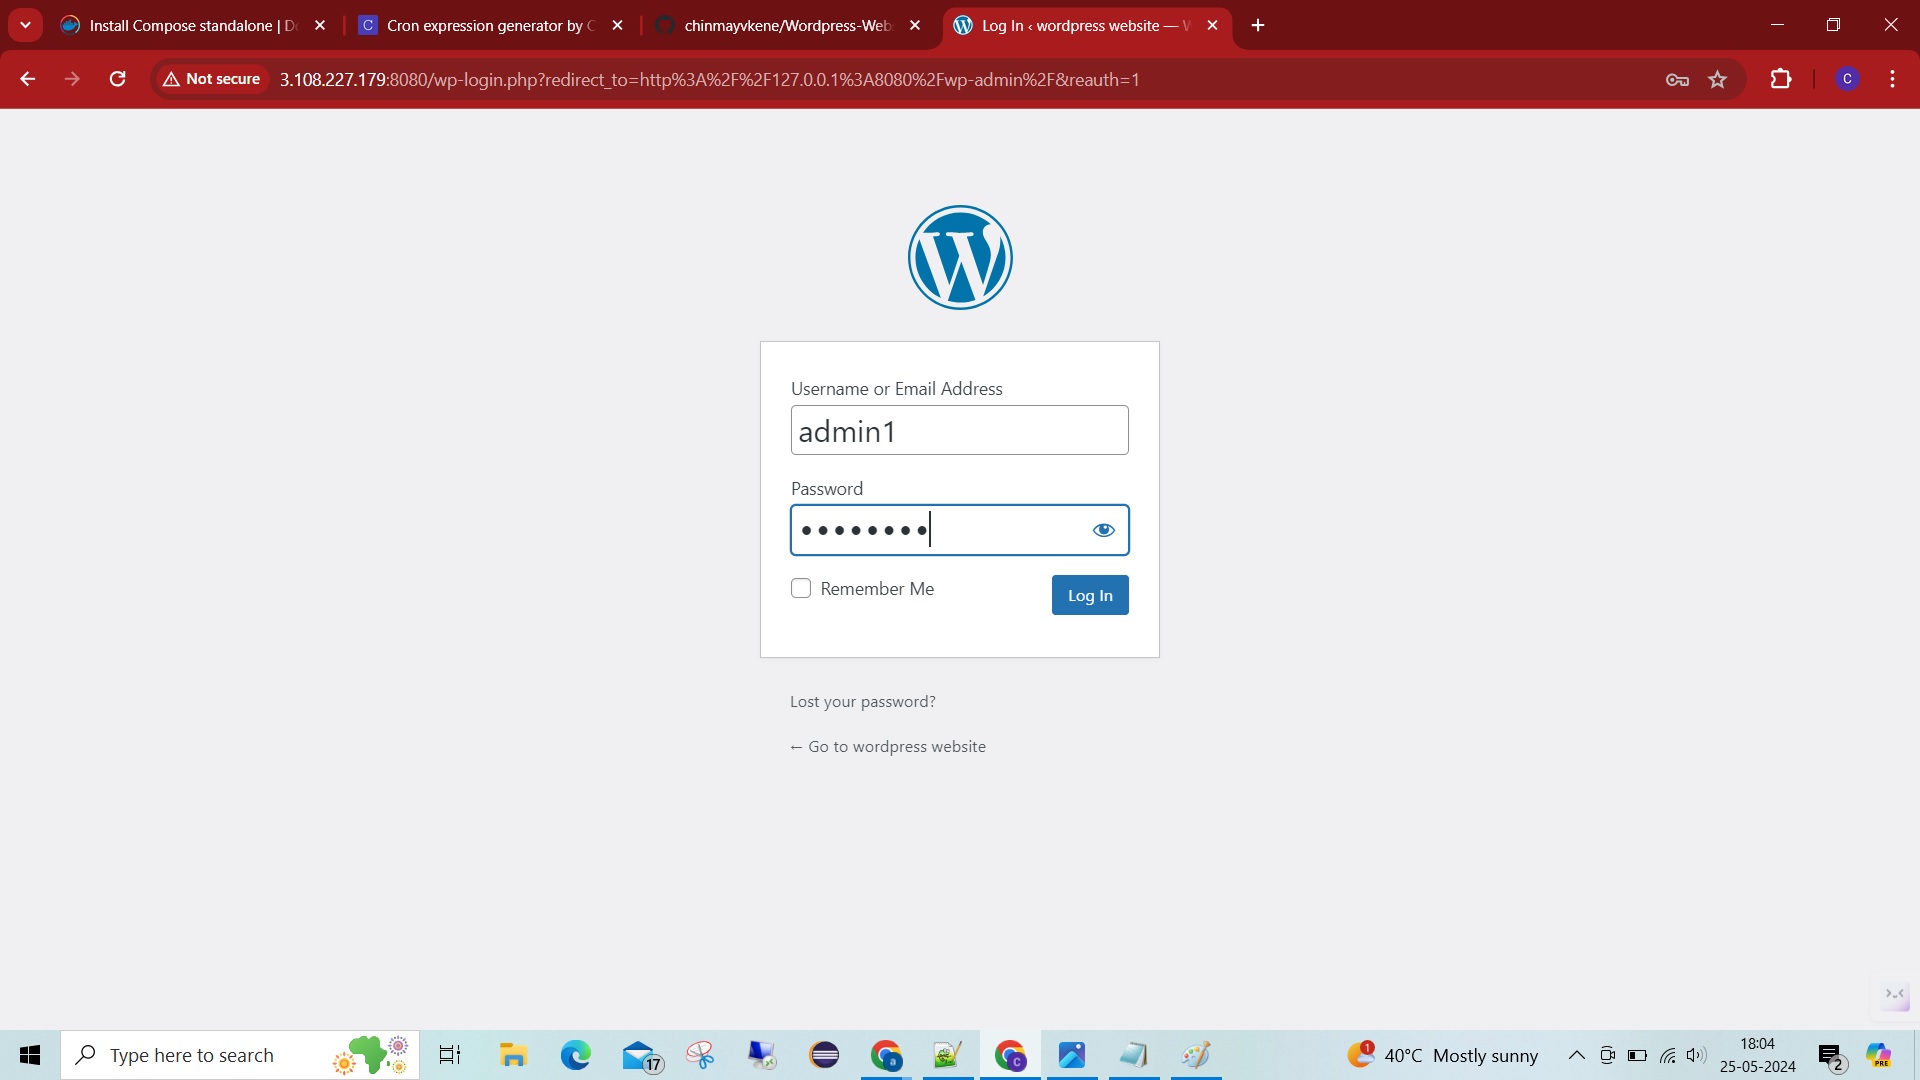 Install Compose standalone | Do
Cron expression generator by C
chinmayvkene/Wordpress-Web
Log In ‹ wordpress website — W
Not secure
3.108.227.179:8080/wp-login.php?redirect_to=http%3A%2F%2F127.0.0.1%3A8080%2Fwp-admin%2F&reauth=1
C
Username or Email Address
admin1
Password
Remember Me
Log In
Lost your password?
← Go to wordpress website
Type here to search
17
a
c
1
40°C Mostly sunny
18:04
25-05-2024
2
PRE